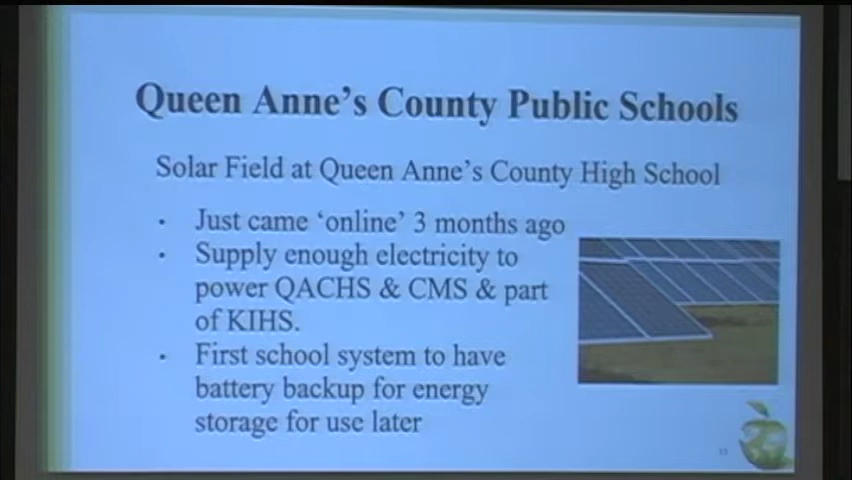 Queen Anne's County Public Schools
Solar Field at Queen Anne's County High School
• Just came 'online' 3 months ago
• Supply enough electricity to
power QACHS & CMS & part
of KIHS.
• First school system to have
battery backup for energy
storage for use later